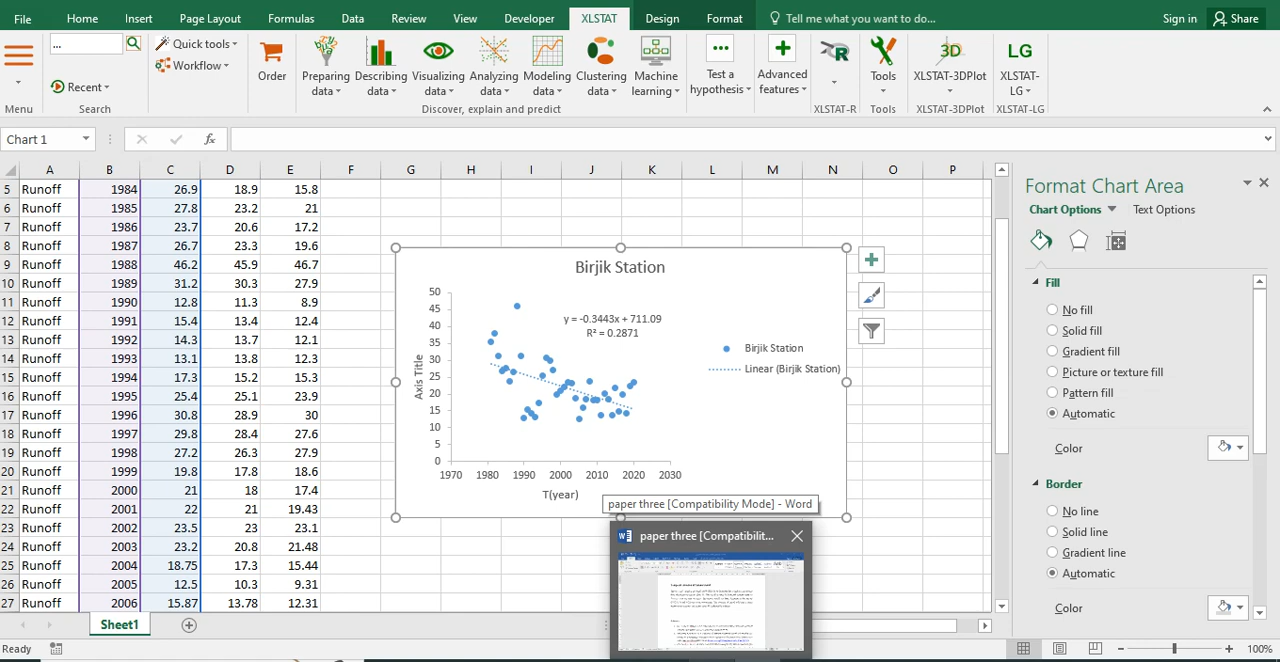 File Home Insert Page Layout Formulas Data Review View Developer XLSTAT Design Format Tell me what you want to do... Sign in Share
... Quick tools Workflow Recent
Order Preparing data Describing data Visualizing data Analyzing data Modeling data Clustering data Machine learning Test a hypothesis Advanced features Tools XLSTAT-3DPlot XLSTAT-LG
R 3D LG
Menu Search Discover, explain and predict XLSTAT-R Tools XLSTAT-3DPlot XLSTAT-LG
Chart 1 fx
A B C D E F G H I J K L M N O P
5 Runoff 1984 26.9 18.9 15.8
6 Runoff 1985 27.8 23.2 21
7 Runoff 1986 23.7 20.6 17.2
8 Runoff 1987 26.7 23.3 19.6
9 Runoff 1988 46.2 45.9 46.7
10 Runoff 1989 31.2 30.3 27.9
11 Runoff 1990 12.8 11.3 8.9
12 Runoff 1991 15.4 13.4 12.4
13 Runoff 1992 14.3 13.7 12.1
14 Runoff 1993 13.1 13.8 12.3
15 Runoff 1994 17.3 15.2 15.3
16 Runoff 1995 25.4 25.1 23.9
17 Runoff 1996 30.8 28.9 30
18 Runoff 1997 29.8 28.4 27.6
19 Runoff 1998 27.2 26.3 27.9
20 Runoff 1999 19.8 17.8 18.6
21 Runoff 2000 21 18 17.4
22 Runoff 2001 22 21 19.43
23 Runoff 2002 23.5 23 23.1
24 Runoff 2003 23.2 20.8 21.48
25 Runoff 2004 18.75 15.44
26 Runoff 2005
27 Runoff 2006 15.87 12.31
Birjik Station
y = -0.3443x + 711.09
R² = 0.2871
50
45
40
35
30
25
20
15
10
5
0
Axis Title
1970 1980 1990 2000 2010 2020 2030
T(year)
Birjik Station
Linear (Birjik Station)
paper three [Compatibility Mode] - Word
paper three [Compatibilit...
Format Chart Area
Chart Options Text Options
Fill
No fill
Solid fill
Gradient fill
Picture or texture fill
Pattern fill
Automatic
Color
Border
No line
Solid line
Gradient line
Automatic
Color
Sheet1
100%